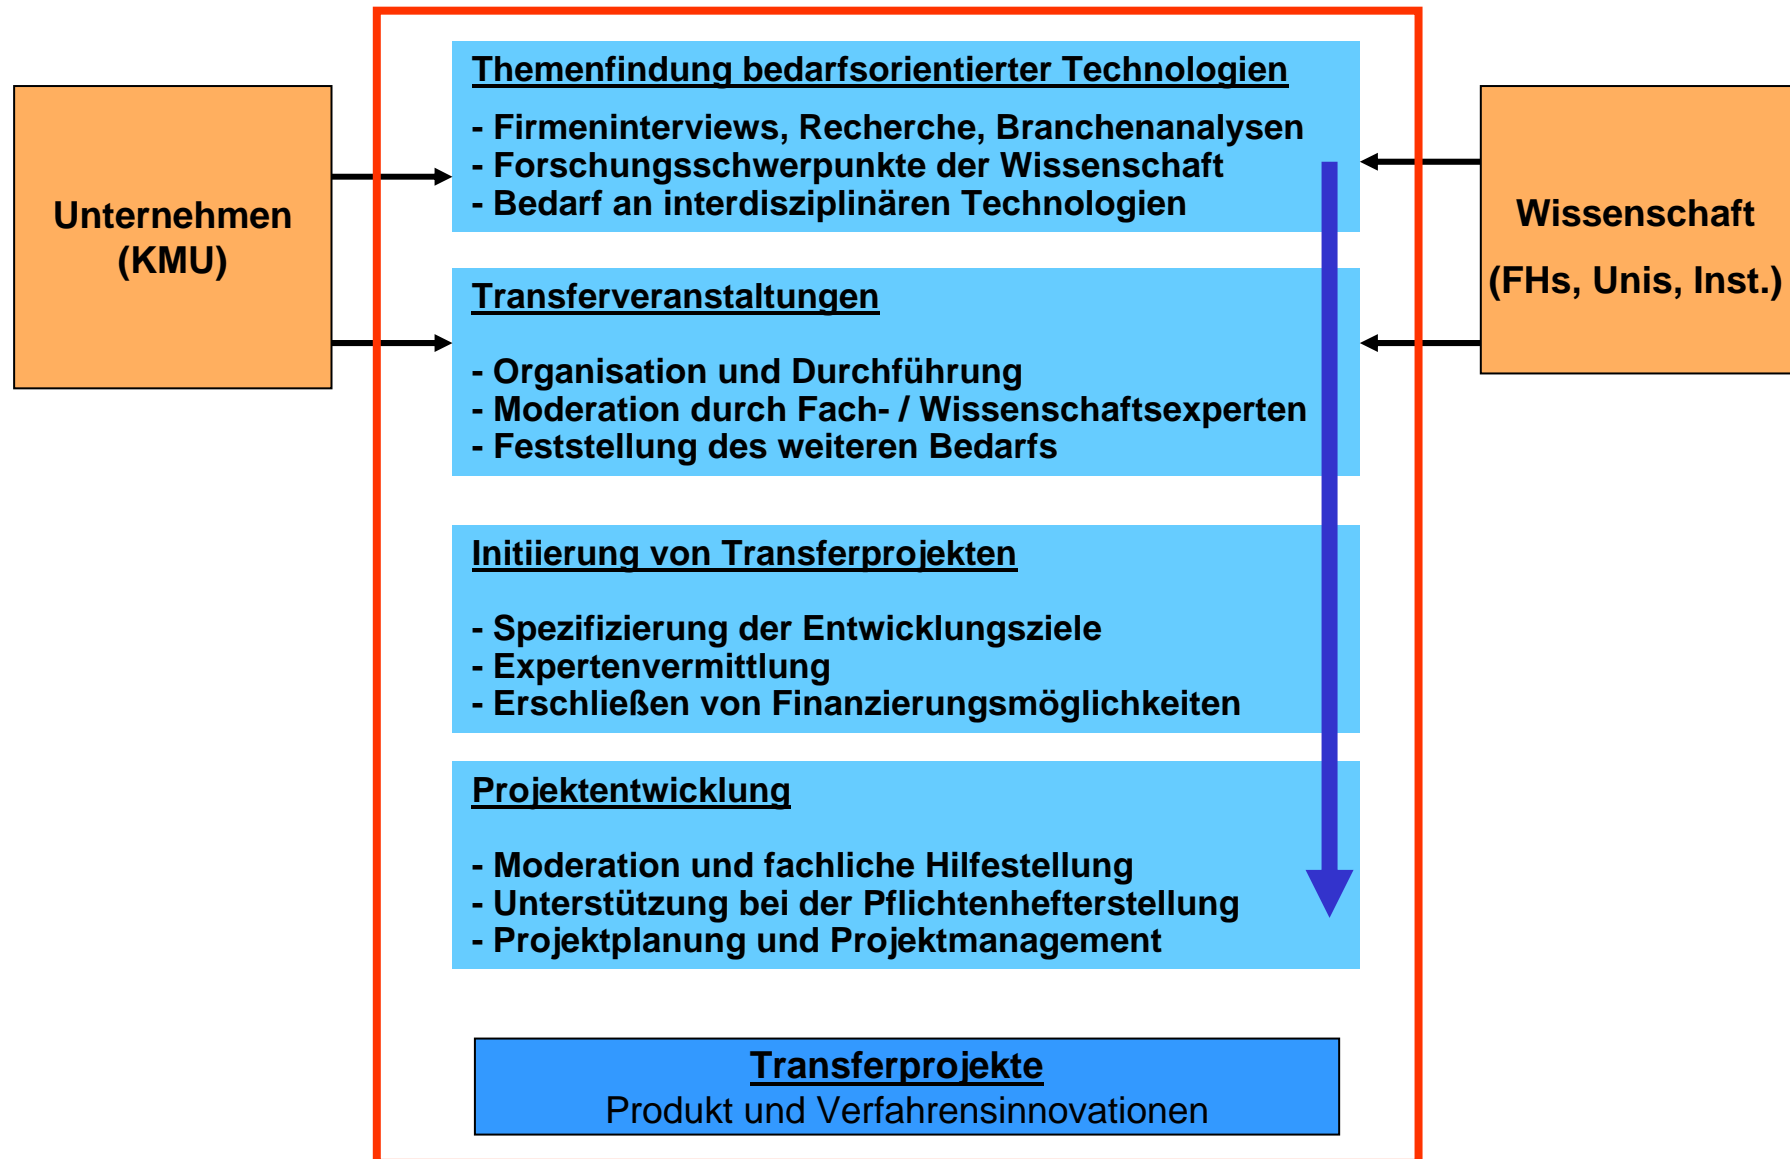 Themenfindung bedarfsorientierter Technologien
- Firmeninterviews, Recherche, Branchenanalysen
- Forschungsschwerpunkte der Wissenschaft
- Bedarf an interdisziplinären Technologien
Unternehmen
(KMU)
Wissenschaft
(FHs, Unis, Inst.)
Transferveranstaltungen
- Organisation und Durchführung
- Moderation durch Fach- / Wissenschaftsexperten
- Feststellung des weiteren Bedarfs
Initiierung von Transferprojekten
- Spezifizierung der Entwicklungsziele
- Expertenvermittlung
- Erschließen von Finanzierungsmöglichkeiten
Projektentwicklung
- Moderation und fachliche Hilfestellung
- Unterstützung bei der Pflichtenhefterstellung
- Projektplanung und Projektmanagement
Transferprojekte
Produkt und Verfahrensinnovationen